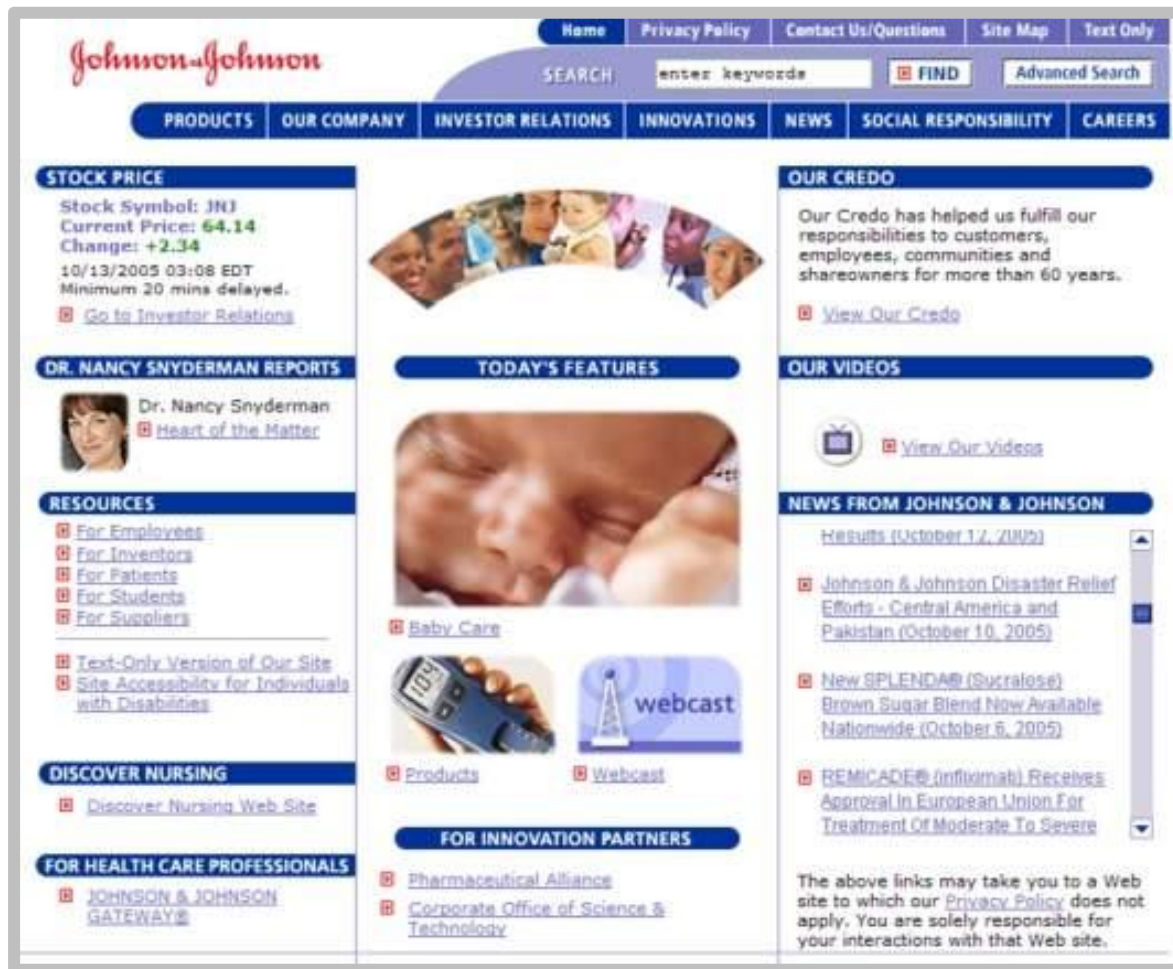 Home Privacy Policy Contact Us/Questions Site Map Text Only
Johnson & Johnson
SEARCH enter keywords FIND Advanced Search
PRODUCTS OUR COMPANY INVESTOR RELATIONS INNOVATIONS NEWS SOCIAL RESPONSIBILITY CAREERS
STOCK PRICE
Stock Symbol: JNJ
Current Price: 64.14
Change: +2.34
10/13/2005 03:08 EDT
Minimum 20 mins delayed.
Go to Investor Relations
DR. NANCY SNYDERMAN REPORTS
Dr. Nancy Snyderman
Heart of the Matter
RESOURCES
For Employees
For Inventors
For Patients
For Students
For Suppliers
Text-Only Version of Our Site
Site Accessibility for Individuals
with Disabilities
DISCOVER NURSING
Discover Nursing Web Site
FOR HEALTH CARE PROFESSIONALS
JOHNSON & JOHNSON
GATEWAY®
TODAY'S FEATURES
Baby Care
104
webcast
Products
Webcast
FOR INNOVATION PARTNERS
Pharmaceutical Alliance
Corporate Office of Science &
Technology
OUR CREDO
Our Credo has helped us fulfill our
responsibilities to customers,
employees, communities and
shareowners for more than 60 years.
View Our Credo
OUR VIDEOS
View Our Videos
NEWS FROM JOHNSON & JOHNSON
Results (October 12, 2005)
Johnson & Johnson Disaster Relief
Efforts - Central America and
Pakistan (October 10, 2005)
New SPLENDA® (Sucralose)
Brown Sugar Blend Now Available
Nationwide (October 6, 2005)
REMICADE® (infliximab) Receives
Approval In European Union For
Treatment Of Moderate To Severe
The above links may take you to a Web
site to which our Privacy Policy does not
apply. You are solely responsible for
your interactions with that Web site.